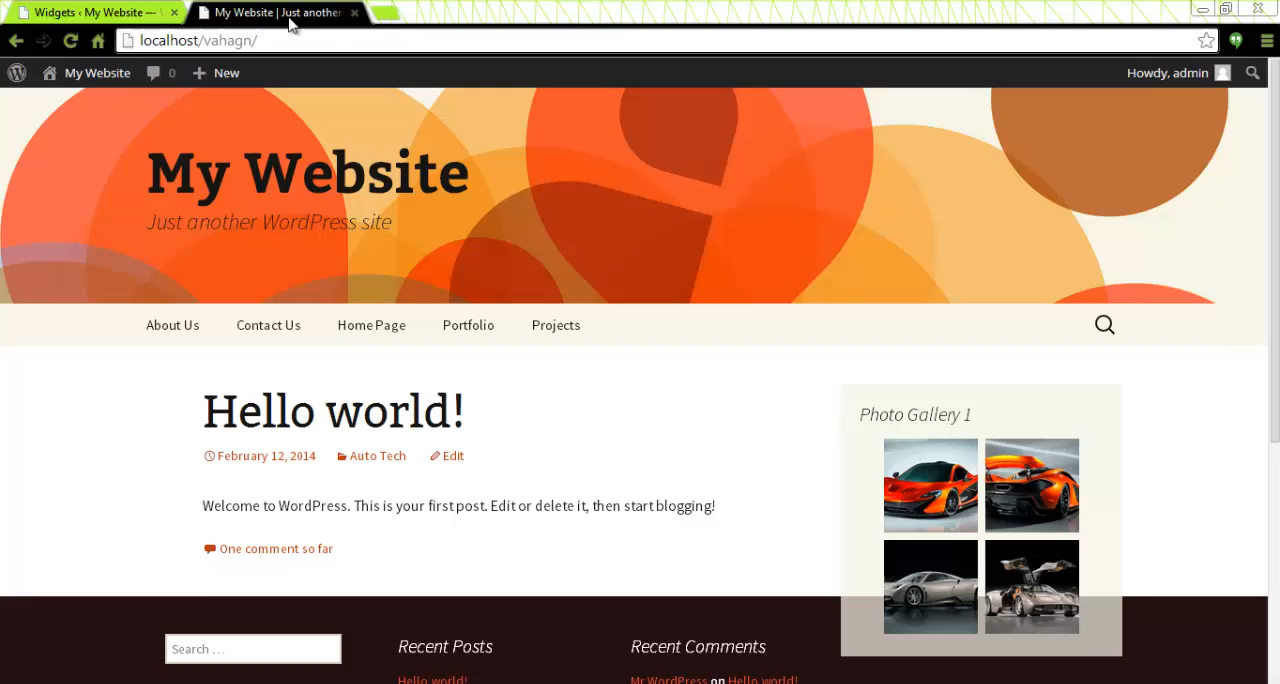 Widgets ‹ My Website —
My Website | Just another
localhost/vahagn/
My Website
0
New
Howdy, admin
My Website
Just another WordPress site
About Us
Contact Us
Home Page
Portfolio
Projects
Hello world!
February 12, 2014
Auto Tech
Edit
Welcome to WordPress. This is your first post. Edit or delete it, then start blogging!
One comment so far
Photo Gallery 1
Search …
Recent Posts
Recent Comments
Hello world!
Mr WordPress on Hello world!